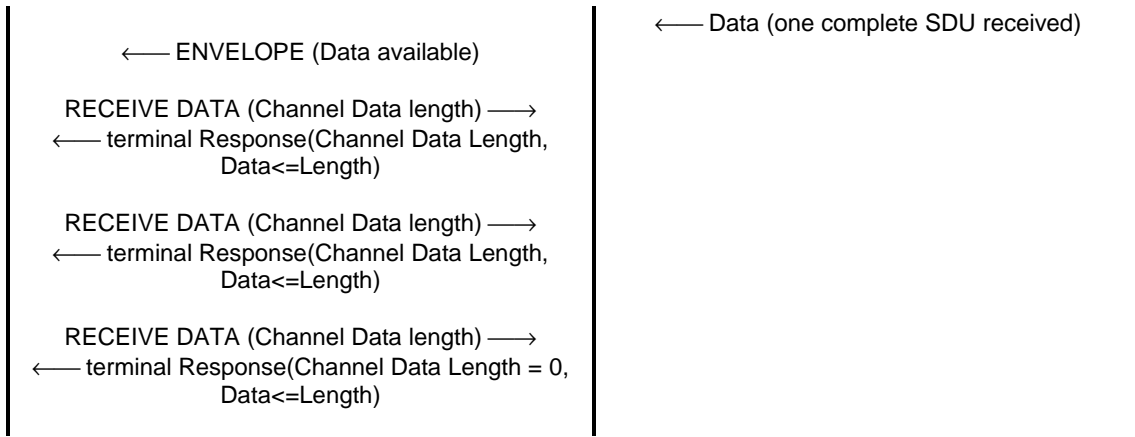 ←— Data (one complete SDU received)
←— ENVELOPE (Data available)
RECEIVE DATA (Channel Data length) —→
←— terminal Response(Channel Data Length,
Data<=Length)
RECEIVE DATA (Channel Data length) —→
←— terminal Response(Channel Data Length,
Data<=Length)
RECEIVE DATA (Channel Data length) —→
←— terminal Response(Channel Data Length = 0,
Data<=Length)